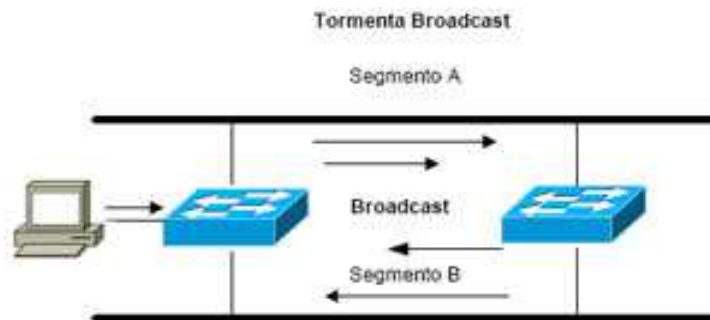 Tormenta Broadcast
Segmento A
Broadcast
Segmento B